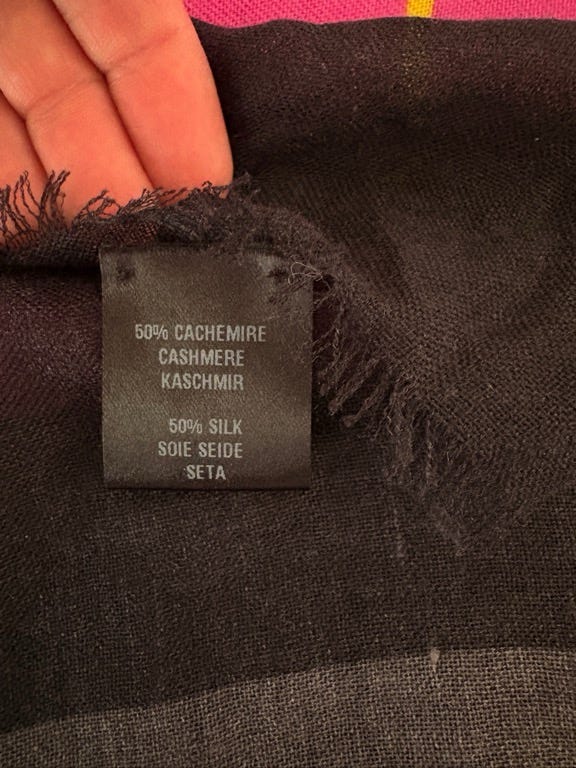 50% CACHEMIRE
CASHMERE
KASCHMIR
50% SILK
SOIE SEIDE
SETA